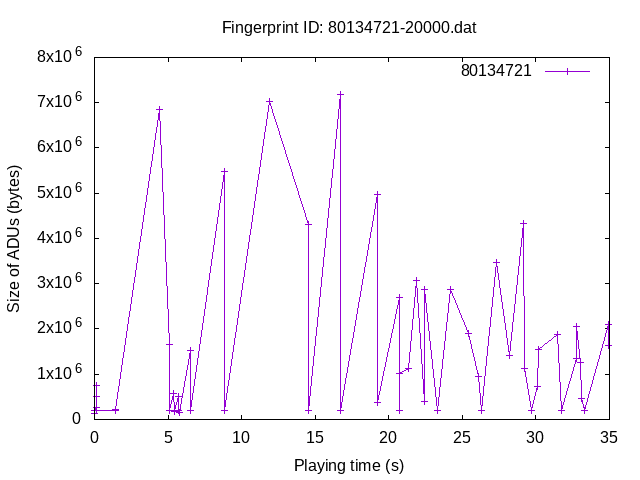 Fingerprint ID: 80134721-20000.dat
80134721
8x10^6
7x10^6
6x10^6
5x10^6
4x10^6
3x10^6
2x10^6
1x10^6
0
Size of ADUs (bytes)
0 5 10 15 20 25 30 35
Playing time (s)